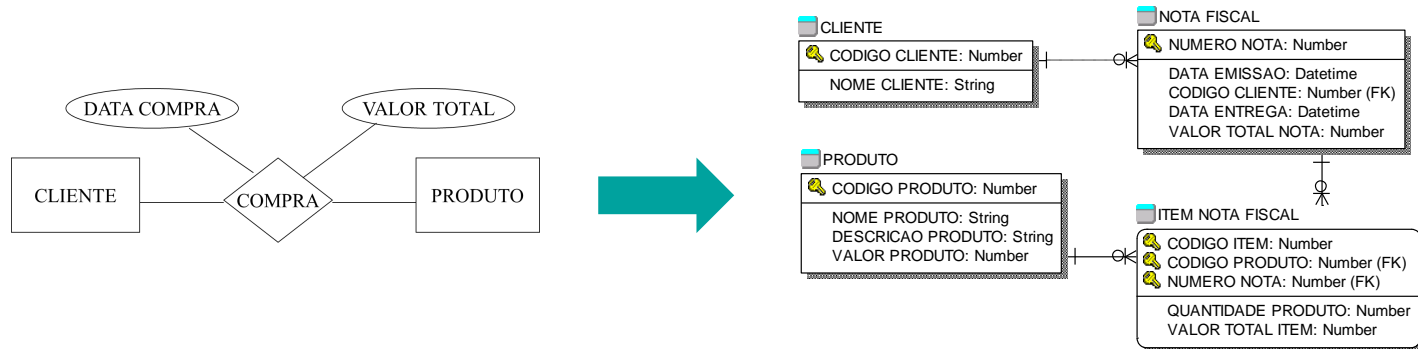 DATA COMPRA
VALOR TOTAL
CLIENTE
COMPRA
PRODUTO
CLIENTE
CODIGO CLIENTE: Number
NOME CLIENTE: String
NOTA FISCAL
NUMERO NOTA: Number
DATA EMISSAO: Datetime
CODIGO CLIENTE: Number (FK)
DATA ENTREGA: Datetime
VALOR TOTAL NOTA: Number
PRODUTO
CODIGO PRODUTO: Number
NOME PRODUTO: String
DESCRICAO PRODUTO: String
VALOR PRODUTO: Number
ITEM NOTA FISCAL
CODIGO ITEM: Number
CODIGO PRODUTO: Number (FK)
NUMERO NOTA: Number (FK)
QUANTIDADE PRODUTO: Number
VALOR TOTAL ITEM: Number